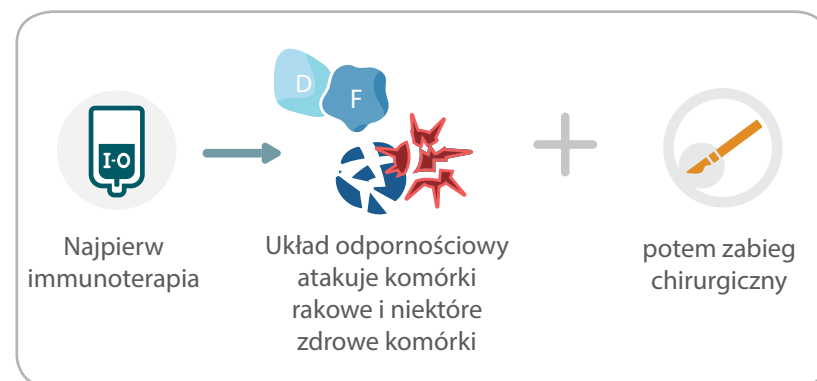 D
F
I-O
Najpierw
immunoterapia
Układ odpornościowy
atakuje komórki
rakowe i niektóre
zdrowe komórki
potem zabieg
chirurgiczny